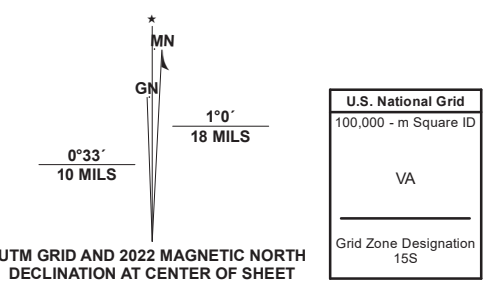 ★
MN
GN
1°0´
18 MILS
0°33´
10 MILS
UTM GRID AND 2022 MAGNETIC NORTH
DECLINATION AT CENTER OF SHEET
U.S. National Grid
100,000 - m Square ID
VA
Grid Zone Designation
15S